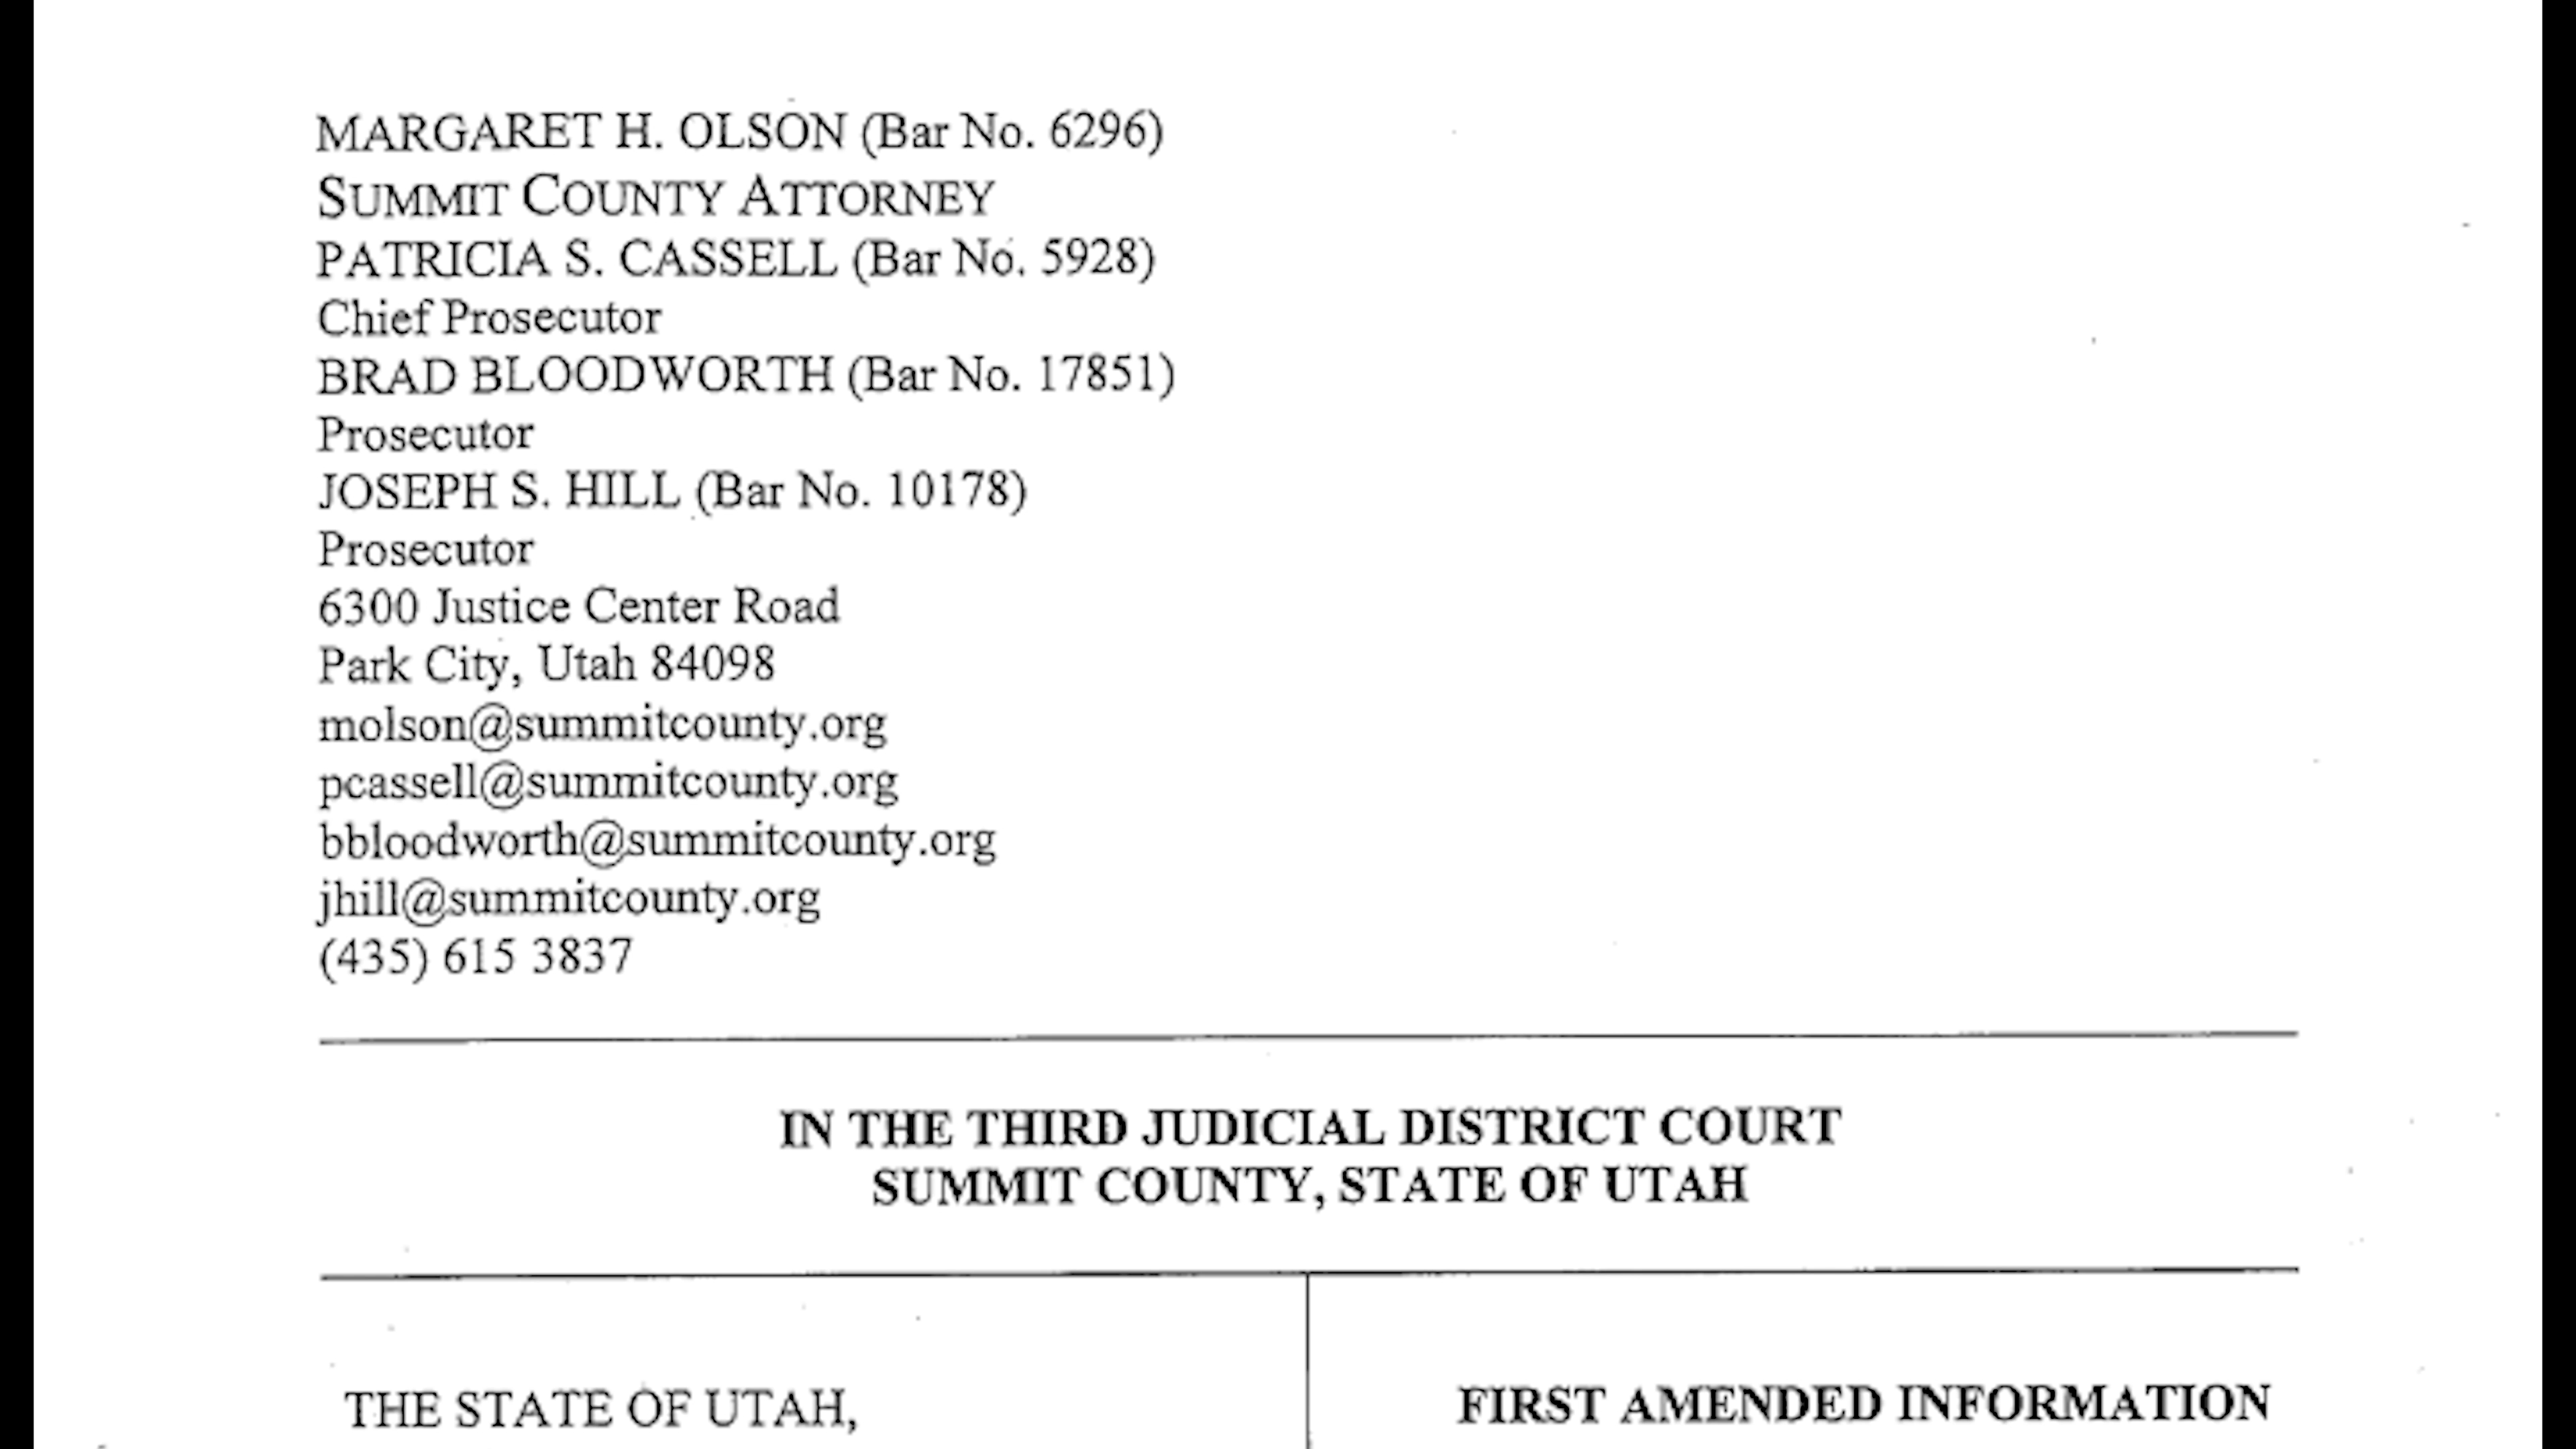 MARGARET H. OLSON (Bar No. 6296)
SUMMIT COUNTY ATTORNEY
PATRICIA S. CASSELL (Bar No. 5928)
Chief Prosecutor
BRAD BLOODWORTH (Bar No. 17851)
Prosecutor
JOSEPH S. HILL (Bar No. 10178)
Prosecutor
6300 Justice Center Road
Park City, Utah 84098
molson@summitcounty.org
pcassell@summitcounty.org
bbloodworth@summitcounty.org
jhill@summitcounty.org
(435) 615 3837
IN THE THIRD JUDICIAL DISTRICT COURT
SUMMIT COUNTY, STATE OF UTAH
THE STATE OF UTAH,
FIRST AMENDED INFORMATION